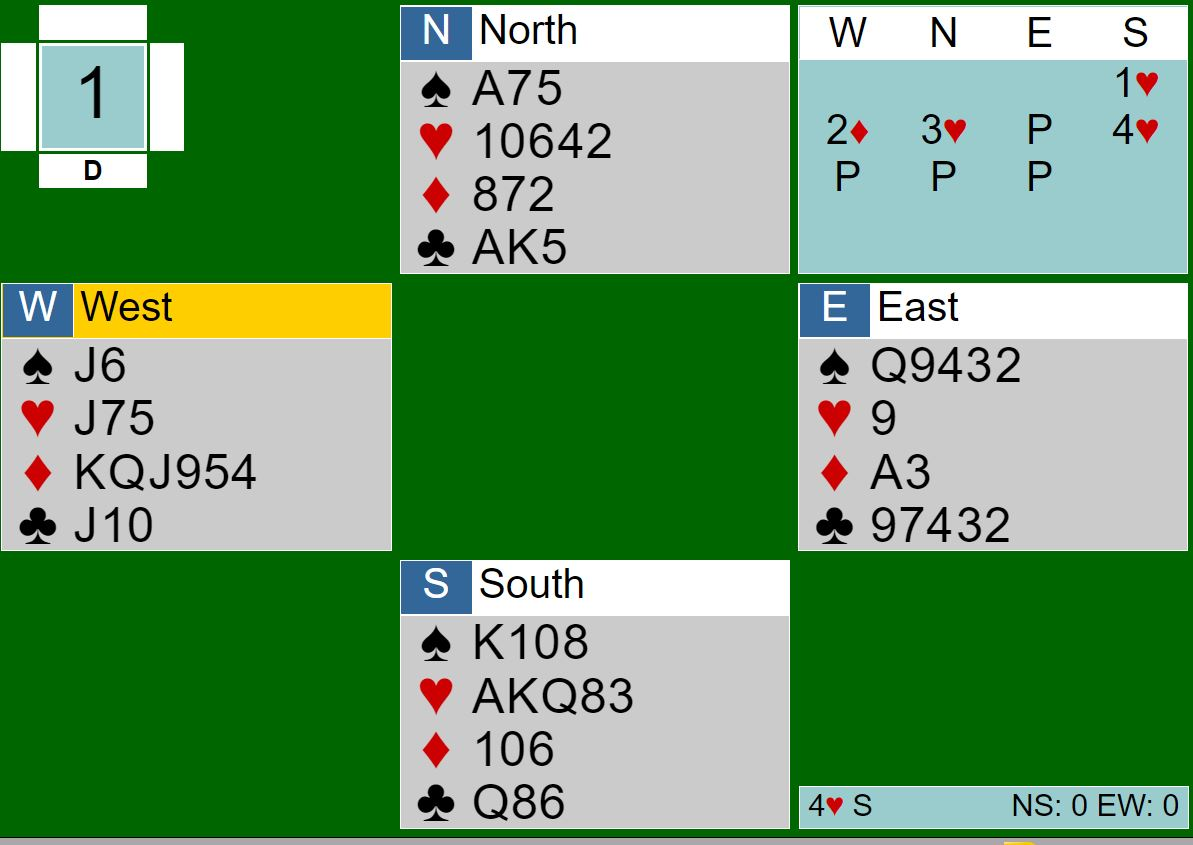 1
D
N North
♠ A75
♥ 10642
♦ 872
♣ AK5
W N E S
1♥
2♦ 3♥ P 4♥
P P P
W West
♠ J6
♥ J75
♦ KQJ954
♣ J10
E East
♠ Q9432
♥ 9
♦ A3
♣ 97432
S South
♠ K108
♥ AKQ83
♦ 106
♣ Q86
4♥ S NS: 0 EW: 0